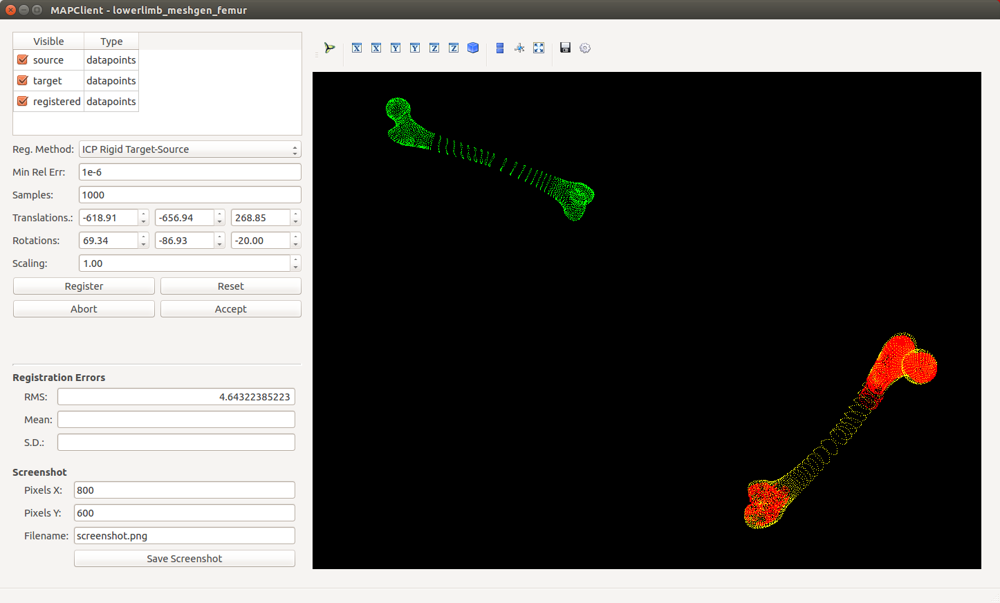 MAPClient - lowerlimb_meshgen_femur
Visible Type
source datapoints
target datapoints
registered datapoints
Reg. Method: ICP Rigid Target-Source
Min Rel Err: 1e-6
Samples: 1000
Translations.: -618.91 -656.94 268.85
Rotations: 69.34 -86.93 -20.00
Scaling: 1.00
Register Reset
Abort Accept
Registration Errors
RMS: 4.64322385223
Mean:
S.D.:
Screenshot
Pixels X: 800
Pixels Y: 600
Filename: screenshot.png
Save Screenshot
X X Y Y Z Z